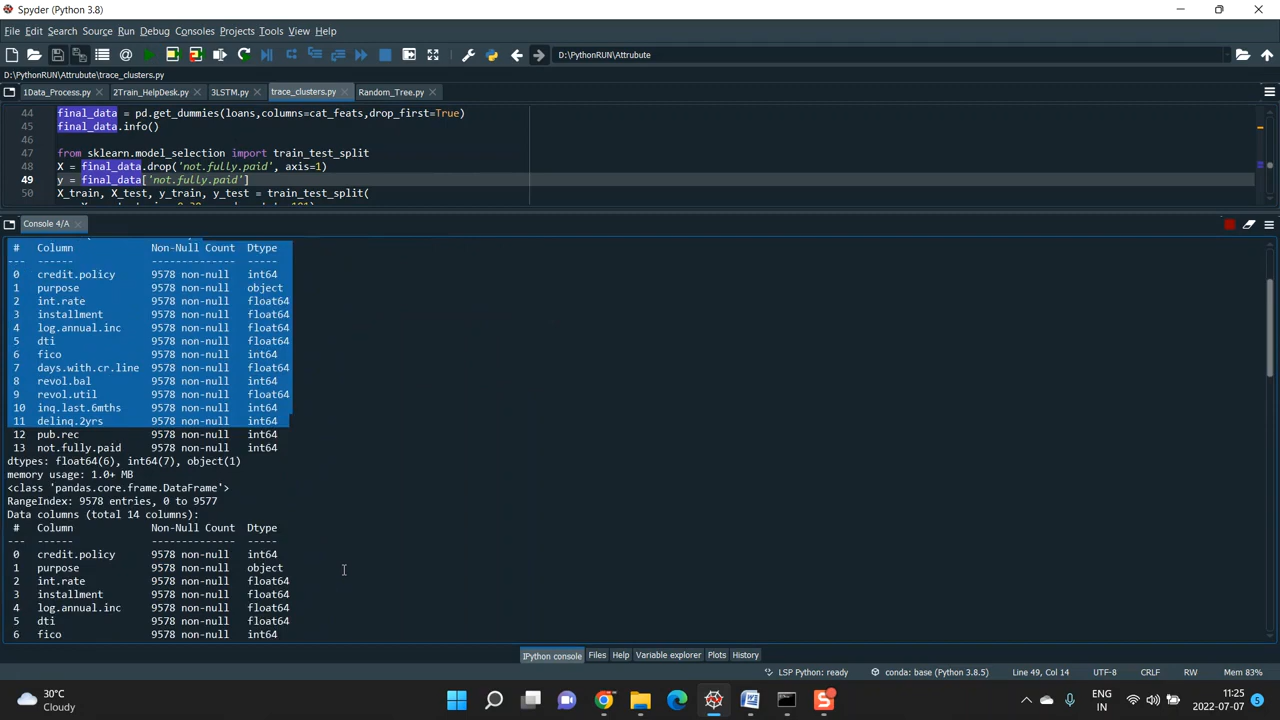 Spyder (Python 3.8)
File Edit Search Source Run Debug Consoles Projects Tools View Help
D:\PythonRUN\Attrubute
D:\PythonRUN\Attrubute\trace_clusters.py
1Data_Process.py 2Train_HelpDesk.py 3LSTM.py trace_clusters.py Random_Tree.py
44 final_data = pd.get_dummies(loans,columns=cat_feats,drop_first=True)
45 final_data.info()
46
47 from sklearn.model_selection import train_test_split
48 X = final_data.drop('not.fully.paid', axis=1)
49 y = final_data['not.fully.paid']
50 X_train, X_test, y_train, y_test = train_test_split(
Console 4/A
# Column Non-Null Count Dtype
--- ------ -------------- -----
0 credit.policy 9578 non-null int64
1 purpose 9578 non-null object
2 int.rate 9578 non-null float64
3 installment 9578 non-null float64
4 log.annual.inc 9578 non-null float64
5 dti 9578 non-null float64
6 fico 9578 non-null int64
7 days.with.cr.line 9578 non-null float64
8 revol.bal 9578 non-null int64
9 revol.util 9578 non-null float64
10 inq.last.6mths 9578 non-null int64
11 delinq.2yrs 9578 non-null int64
12 pub.rec 9578 non-null int64
13 not.fully.paid 9578 non-null int64
dtypes: float64(6), int64(7), object(1)
memory usage: 1.0+ MB
<class 'pandas.core.frame.DataFrame'>
RangeIndex: 9578 entries, 0 to 9577
Data columns (total 14 columns):
# Column Non-Null Count Dtype
--- ------ -------------- -----
0 credit.policy 9578 non-null int64
1 purpose 9578 non-null object
2 int.rate 9578 non-null float64
3 installment 9578 non-null float64
4 log.annual.inc 9578 non-null float64
5 dti 9578 non-null float64
6 fico 9578 non-null int64
IPython console Files Help Variable explorer Plots History
LSP Python: ready conda: base (Python 3.8.5) Line 49, Col 14 UTF-8 CRLF RW Mem 83%
30°C
Cloudy
ENG
IN
11:25
2022-07-07
5